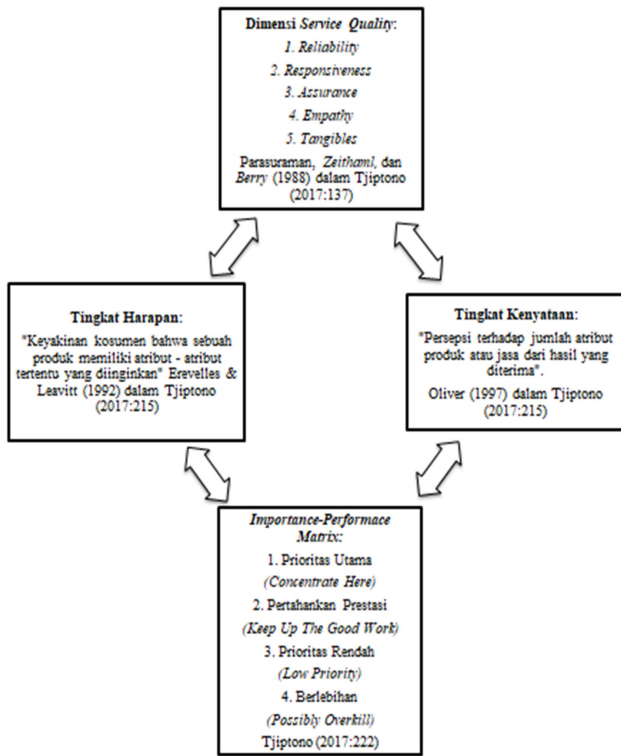 Dimensi Service Quality:
1. Reliability
2. Responsiveness
3. Assurance
4. Empathy
5. Tangibles
Parasuraman, Zeithaml, dan
Berry (1988) dalam Tjiptono
(2017:137)
Tingkat Harapan:
"Keyakinan kosumen bahwa sebuah
produk memiliki atribut - atribut
tertentu yang diinginkan" Erevelles &
Leavitt (1992) dalam Tjiptono
(2017:215)
Tingkat Kenyataan:
"Persepsi terhadap jumlah atribut
produk atau jasa dari hasil yang
diterima".
Oliver (1997) dalam Tjiptono
(2017:215)
Importance-Performace
Matrix:
1. Prioritas Utama
(Concentrate Here)
2. Pertahankan Prestasi
(Keep Up The Good Work)
3. Prioritas Rendah
(Low Priority)
4. Berlebihan
(Possibly Overkill)
Tjiptono (2017:222)